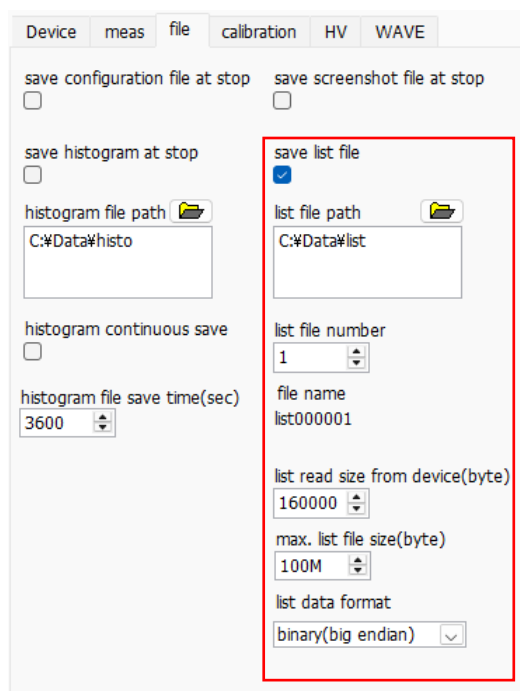 Device meas file calibration HV WAVE
save configuration file at stop
save screenshot file at stop
save histogram at stop
histogram file path
C:¥Data¥histo
histogram continuous save
histogram file save time(sec)
3600
save list file
list file path
C:¥Data¥list
list file number
1
file name
list000001
list read size from device(byte)
160000
max. list file size(byte)
100M
list data format
binary(big endian)